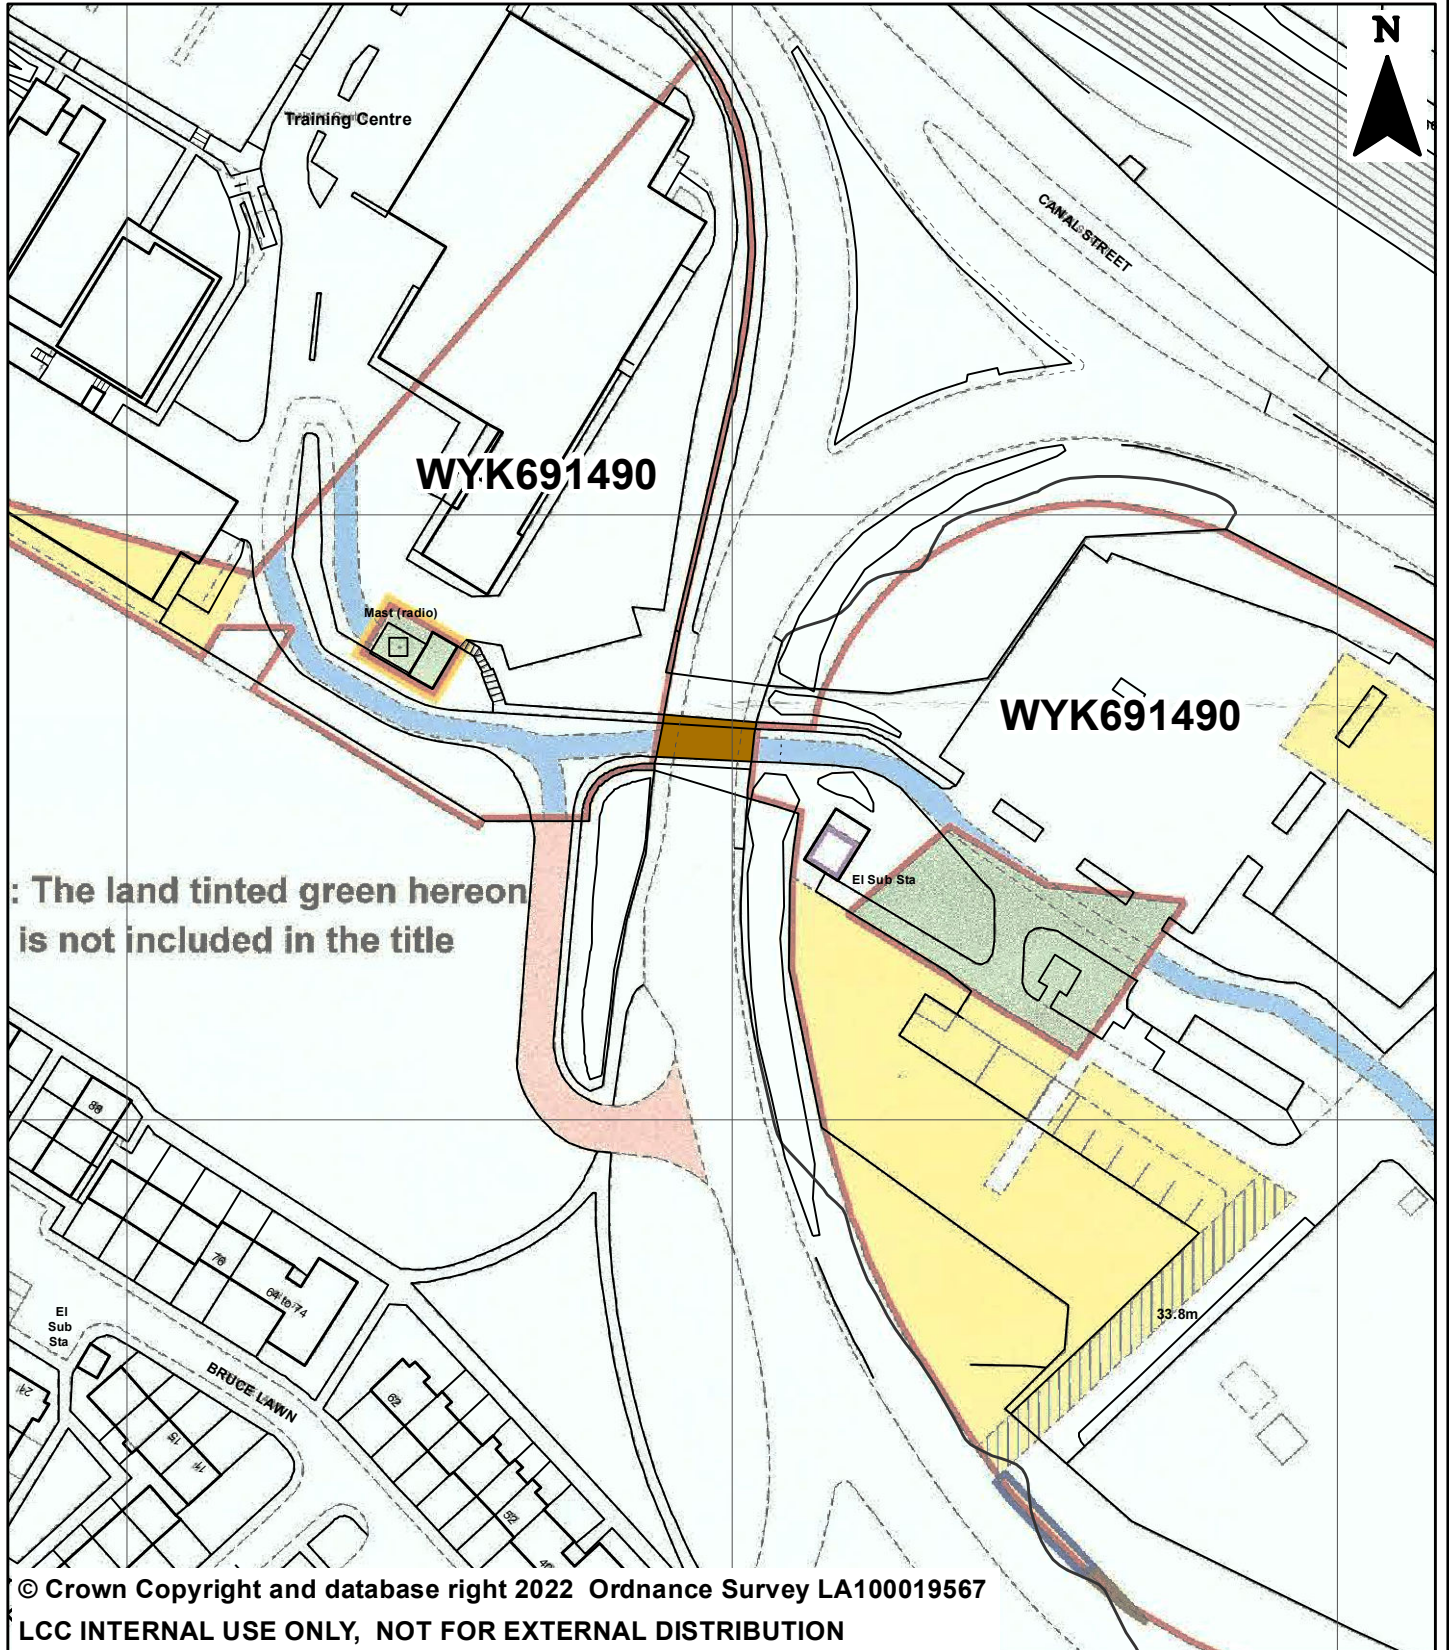 N
Training Centre
CANAL STREET
WYK691490
Mast (radio)
WYK691490
El Sub Sta
: The land tinted green hereon
is not included in the title
88
76
64 to 74
El
Sub
Sta
33.8m
BRUCE LAWN
62
24
15
14
52
© Crown Copyright and database right 2022 Ordnance Survey LA100019567
LCC INTERNAL USE ONLY, NOT FOR EXTERNAL DISTRIBUTION